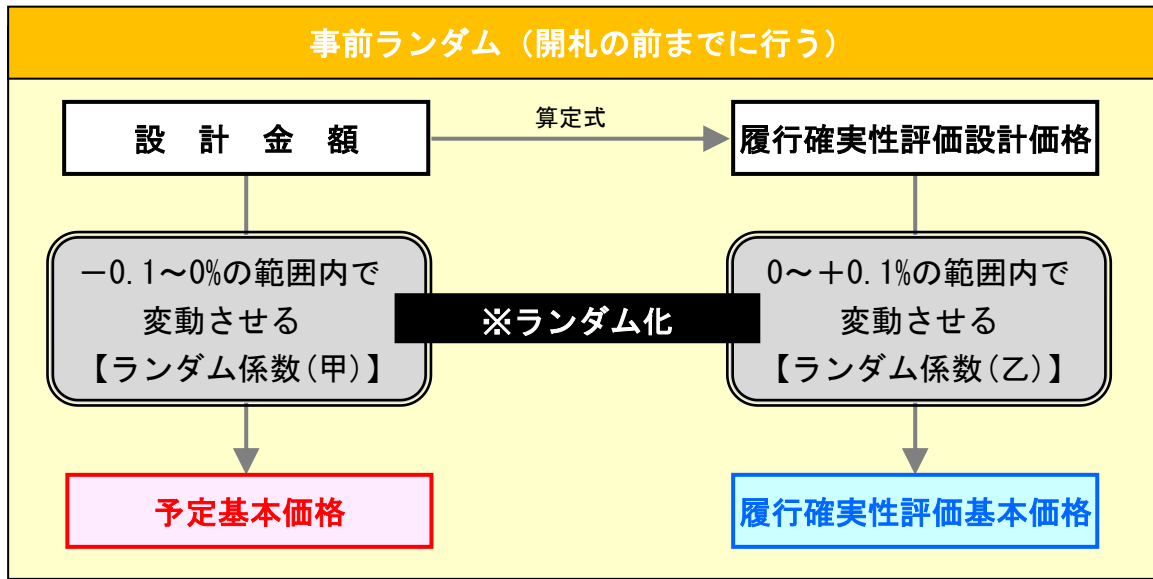 事前ランダム（開札の前までに行う）
設　計　金　額
算定式
履行確実性評価設計価格
－0.1～0%の範囲内で
変動させる
【ランダム係数(甲)】
※ランダム化
0～＋0.1%の範囲内で
変動させる
【ランダム係数(乙)】
予定基本価格
履行確実性評価基本価格